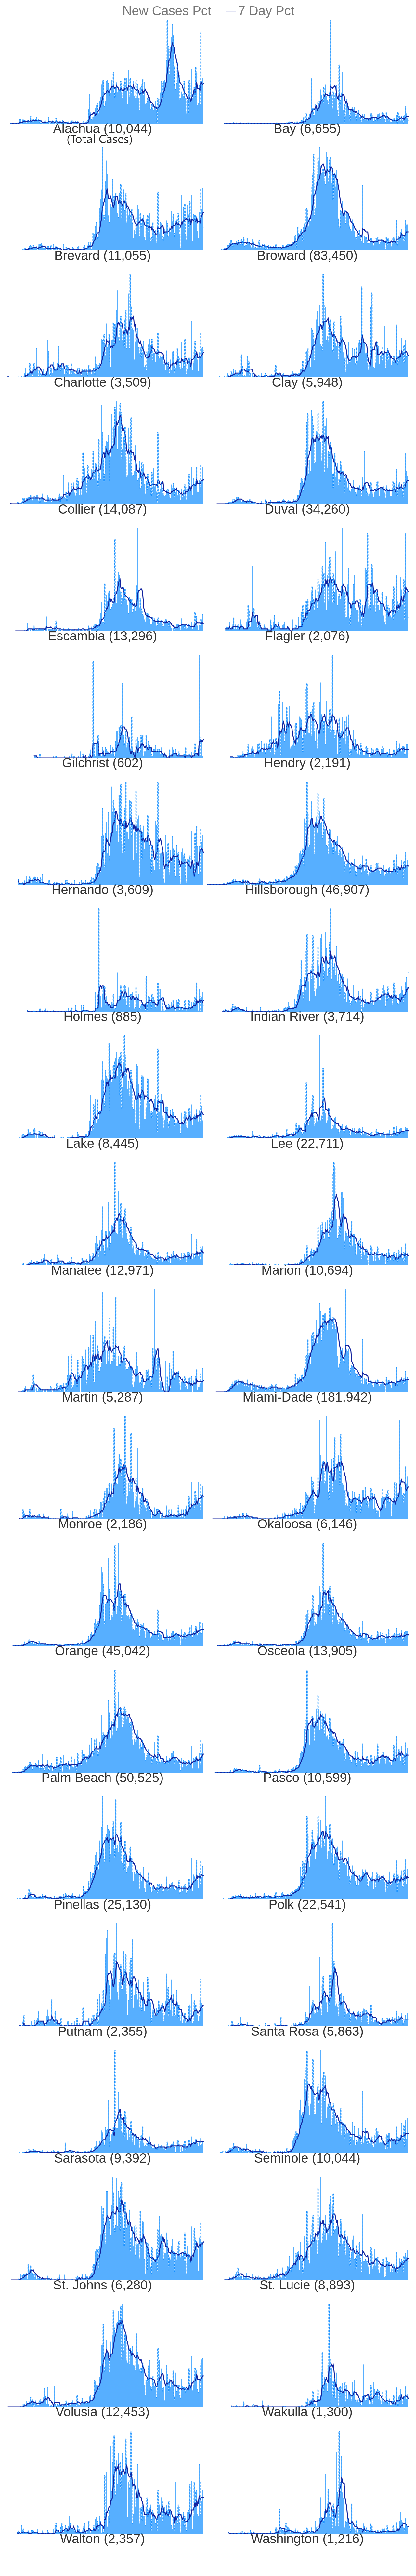 New Cases Pct 7 Day Pct
Alachua (10,044) Bay (6,655)
(Total Cases)
Brevard (11,055) Broward (83,450)
Charlotte (3,509) Clay (5,948)
Collier (14,087) Duval (34,260)
Escambia (13,296) Flagler (2,076)
Gilchrist (602) Hendry (2,191)
Hernando (3,609) Hillsborough (46,907)
Holmes (885) Indian River (3,714)
Lake (8,445) Lee (22,711)
Manatee (12,971) Marion (10,694)
Martin (5,287) Miami-Dade (181,942)
Monroe (2,186) Okaloosa (6,146)
Orange (45,042) Osceola (13,905)
Palm Beach (50,525) Pasco (10,599)
Pinellas (25,130) Polk (22,541)
Putnam (2,355) Santa Rosa (5,863)
Sarasota (9,392) Seminole (10,044)
St. Johns (6,280) St. Lucie (8,893)
Volusia (12,453) Wakulla (1,300)
Walton (2,357) Washington (1,216)